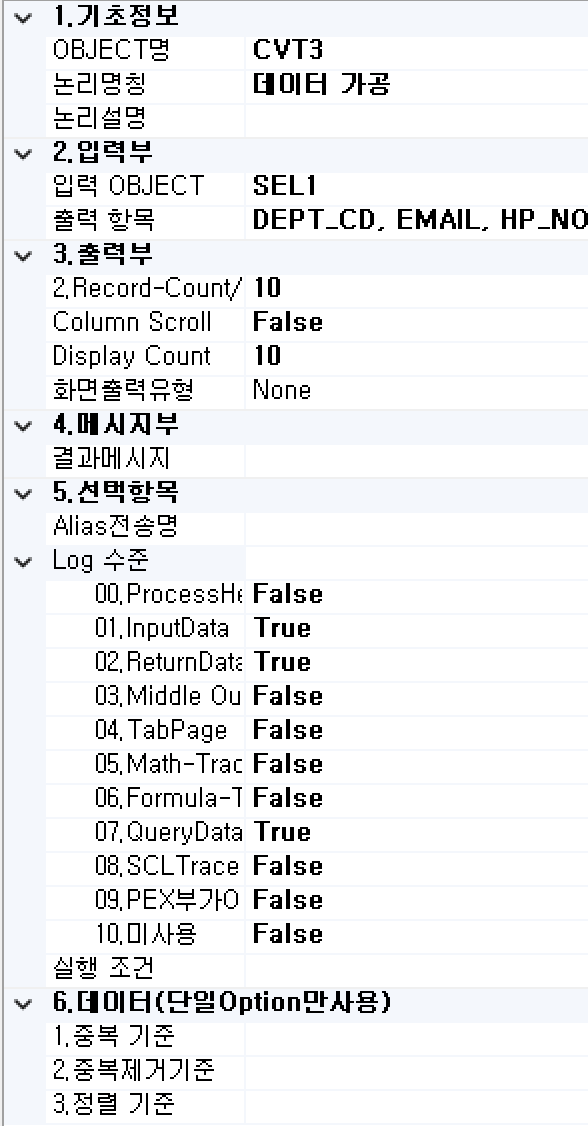 1.기초정보
OBJECT명 CVT3
논리명칭 데이터 가공
논리설명
2.입력부
입력 OBJECT SEL1
출력 항목 DEPT_CD, EMAIL, HP_NO
3.출력부
2.Record-Count/ 10
Column Scroll False
Display Count 10
화면출력유형 None
4.메시지부
결과메시지
5.선택항목
Alias전송명
Log 수준
00.ProcessHe False
01.InputData True
02.ReturnData True
03.Middle Ou False
04.TabPage False
05.Math-Trac False
06.Formula-T False
07.QueryData True
08.SCLTrace False
09.PEX부가O False
10.미사용 False
실행 조건
6.데이터(단일Option만사용)
1.중복 기준
2.중복제거기준
3.정렬 기준